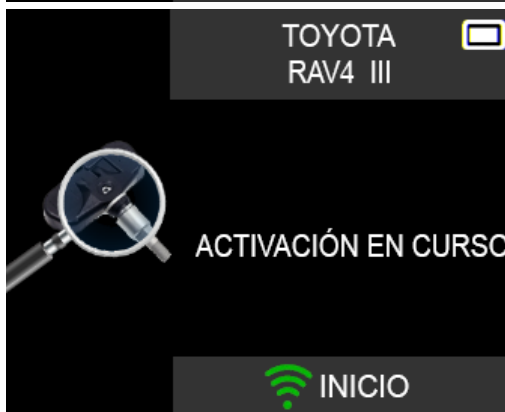 TOYOTA
RAV4 III
ACTIVACIÓN EN CURSO
INICIO